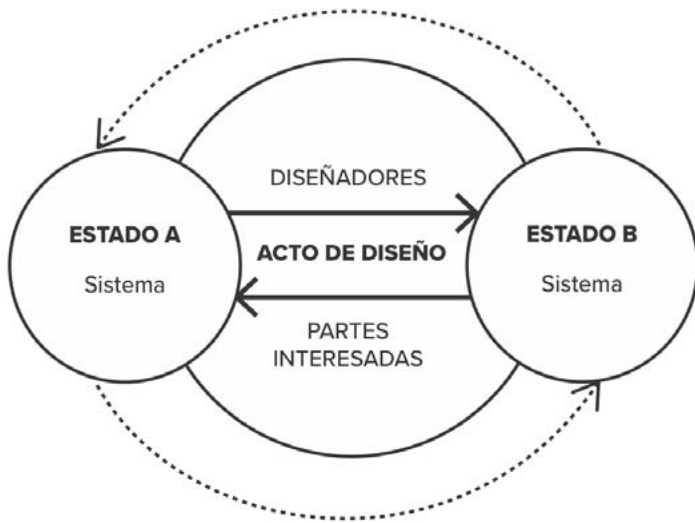 DISEÑADORES
ESTADO A
Sistema
ACTO DE DISEÑO
ESTADO B
Sistema
PARTES
INTERESADAS